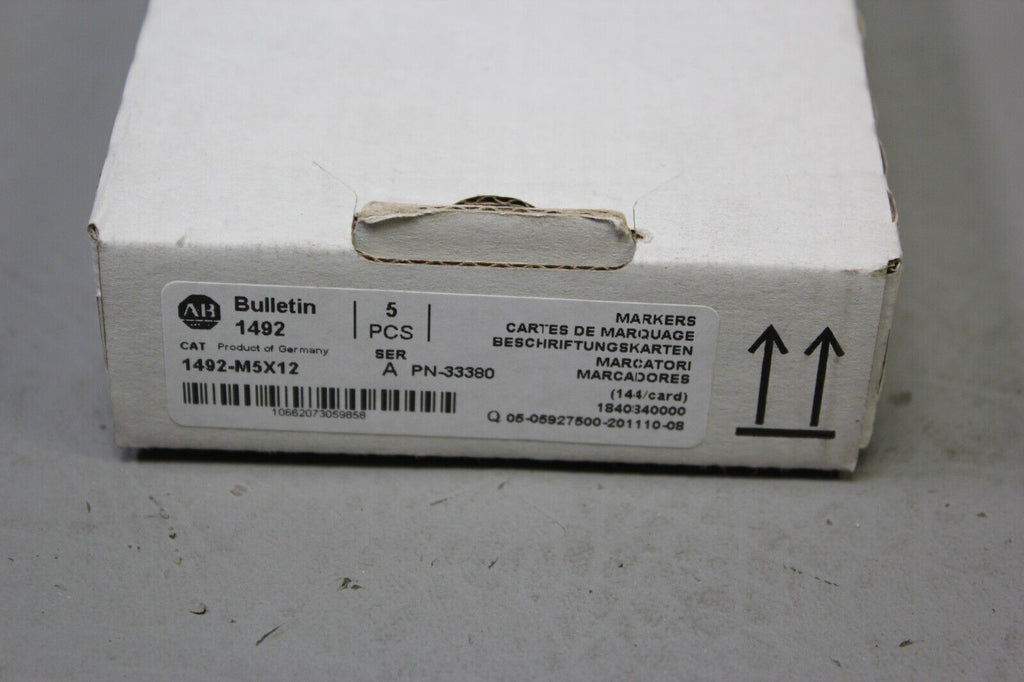 AB
Bulletin
1492
5
PCS
CAT Product of Germany
1492-M5X12
SER
A PN-33380
10662073059858
MARKERS
CARTES DE MARQUAGE
BESCHRIFTUNGSKARTEN
MARCATORI
MARCADORES
(144/card)
1840340000
Q 05-05927500-201110-08